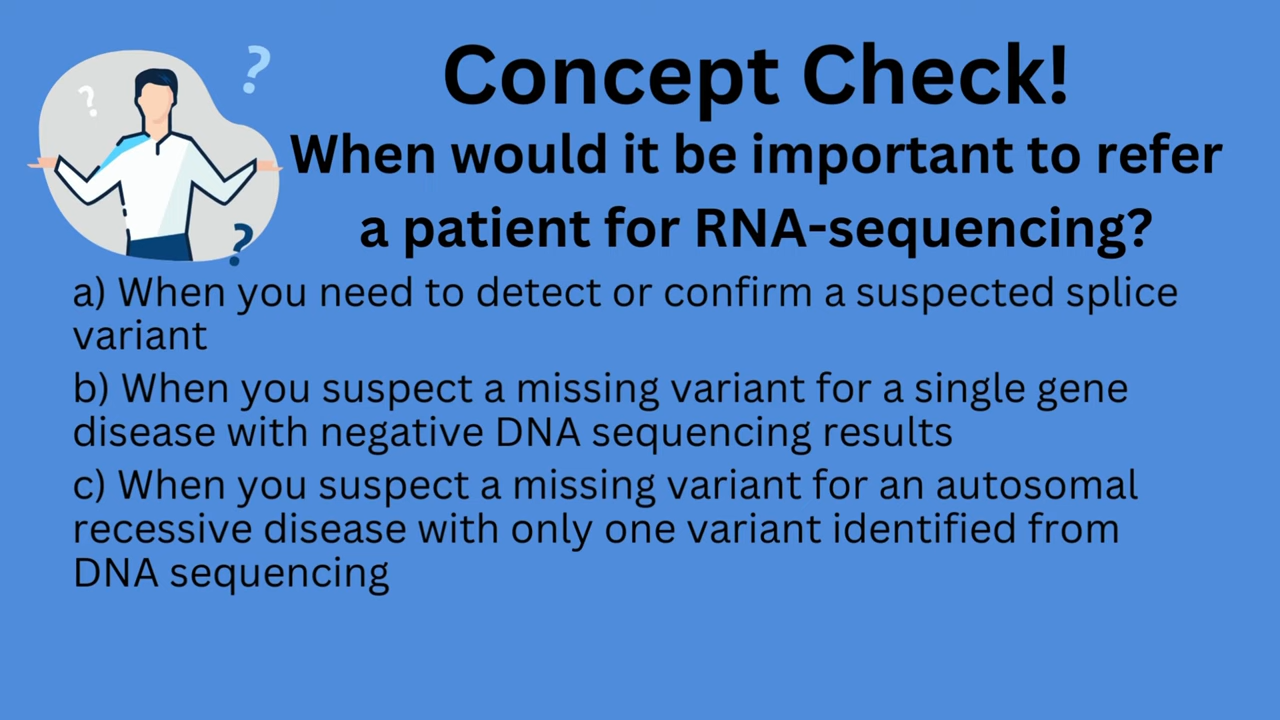 Concept Check!
When would it be important to refer
a patient for RNA-sequencing?
a) When you need to detect or confirm a suspected splice
variant
b) When you suspect a missing variant for a single gene
disease with negative DNA sequencing results
c) When you suspect a missing variant for an autosomal
recessive disease with only one variant identified from
DNA sequencing